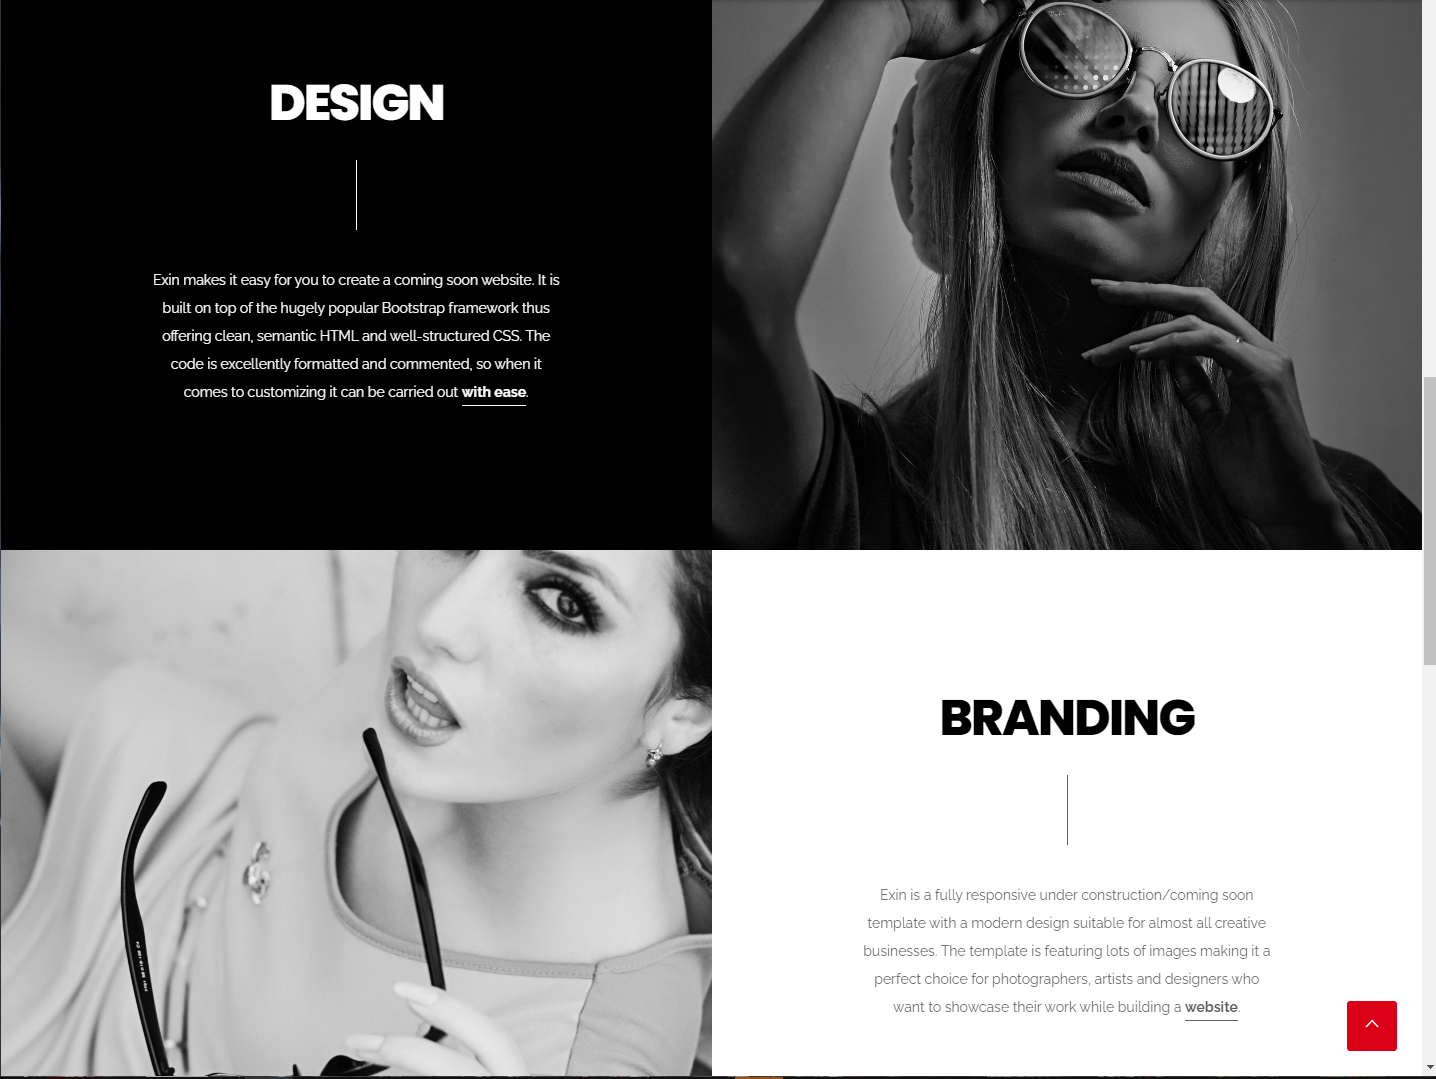 DESIGN
Exin makes it easy for you to create a coming soon website. It is
built on top of the hugely popular Bootstrap framework thus
offering clean, semantic HTML and well-structured CSS. The
code is excellently formatted and commented, so when it
comes to customizing it can be carried out with ease.
BRANDING
Exin is a fully responsive under construction/coming soon
template with a modern design suitable for almost all creative
businesses. The template is featuring lots of images making it a
perfect choice for photographers, artists and designers who
want to showcase their work while building a website.